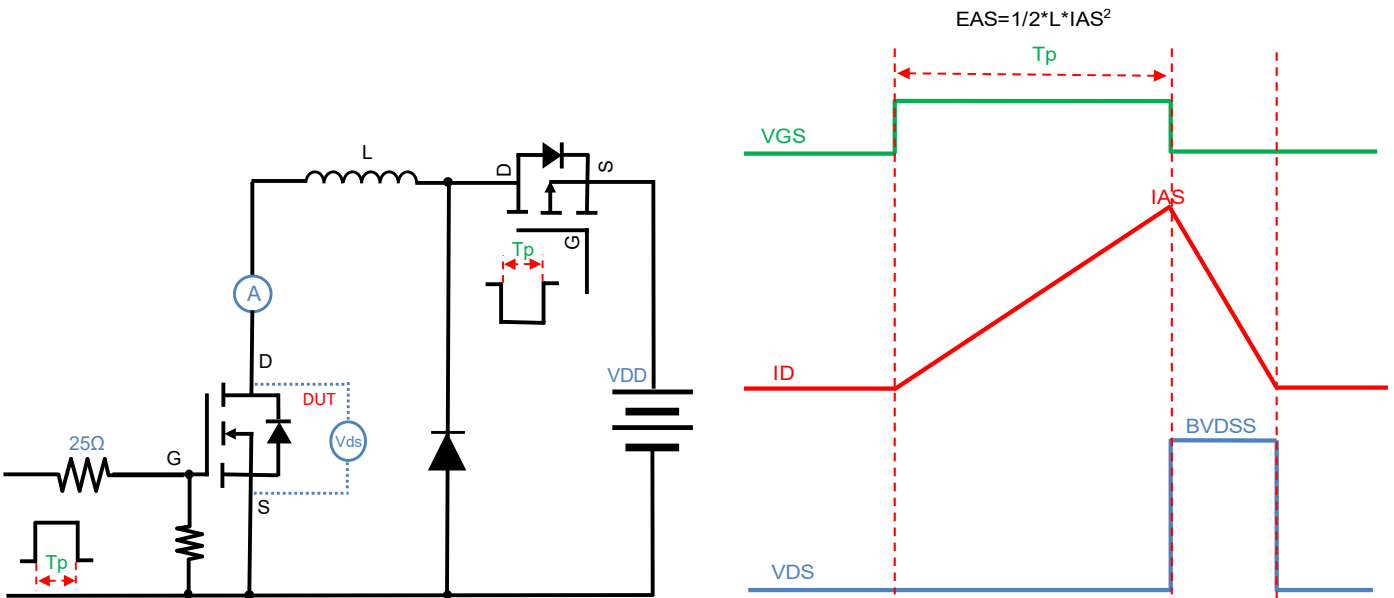 EAS=1/2*L*IAS²
Tp
VGS
L
D
S
G
Tp
IAS
A
D
VDD
ID
DUT
BVDSS
25Ω
G
Vds
S
Tp
VDS